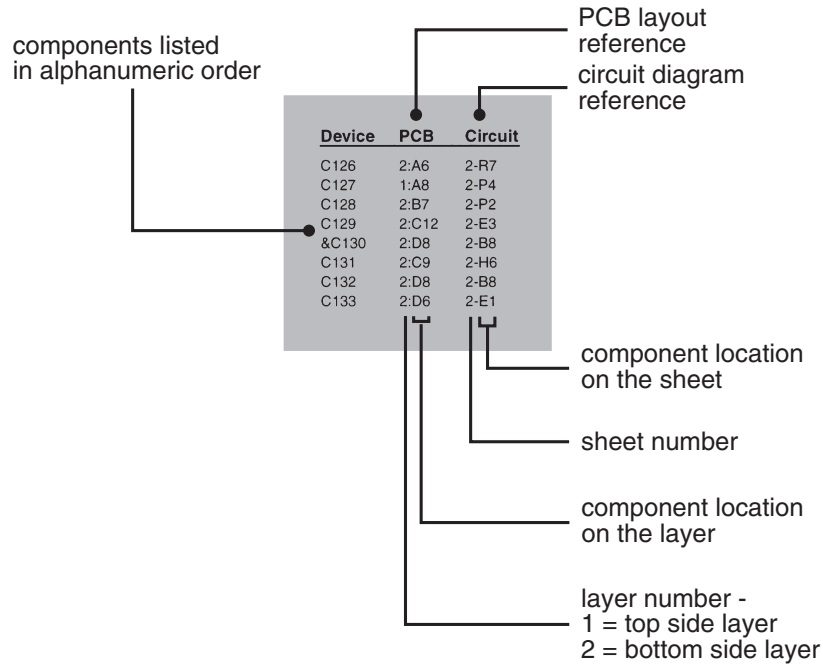 PCB layout
reference
components listed
in alphanumeric order
circuit diagram
reference
Device PCB Circuit
C126 2:A6 2-R7
C127 1:A8 2-P4
C128 2:B7 2-P2
C129 2:C12 2-E3
&C130 2:D8 2-B8
C131 2:C9 2-H6
C132 2:D8 2-B8
C133 2:D6 2-E1
component location
on the sheet
sheet number
component location
on the layer
layer number -
1 = top side layer
2 = bottom side layer